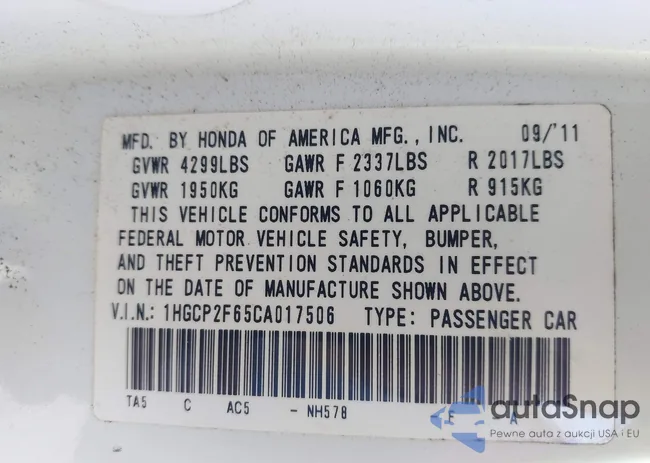 MFD. BY HONDA OF AMERICA MFG., INC. 09/'11
GVWR 4299LBS GAWR F 2337LBS R 2017LBS
GVWR 1950KG GAWR F 1060KG R 915KG
THIS VEHICLE CONFORMS TO ALL APPLICABLE
FEDERAL MOTOR VEHICLE SAFETY, BUMPER,
AND THEFT PREVENTION STANDARDS IN EFFECT
ON THE DATE OF MANUFACTURE SHOWN ABOVE.
V.I.N.: 1HGCP2F65CA017506 TYPE: PASSENGER CAR
TA5 C AC5 - NH578 E A
autaSnap
Pewne auta z aukcji USA i EU